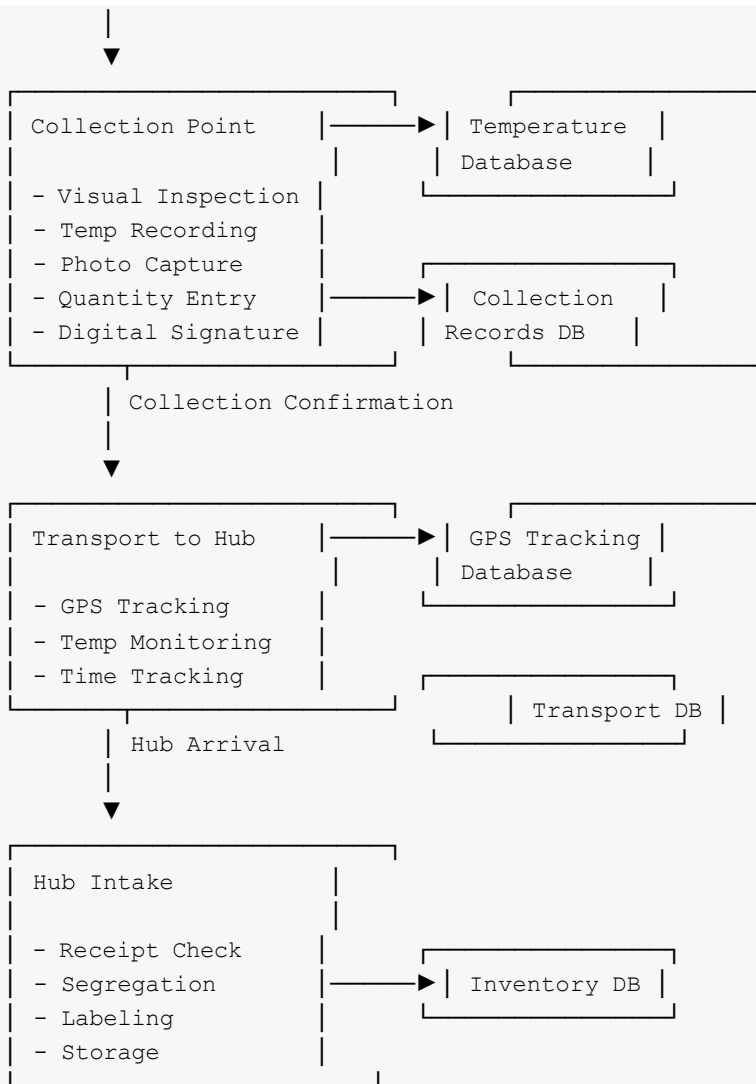 Collection Point Temperature
Database
- Visual Inspection
- Temp Recording
- Photo Capture
- Quantity Entry Collection
- Digital Signature Records DB
Collection Confirmation
Transport to Hub GPS Tracking
Database
- GPS Tracking
- Temp Monitoring
- Time Tracking
Transport DB
Hub Arrival
Hub Intake
- Receipt Check
- Segregation Inventory DB
- Labeling
- Storage